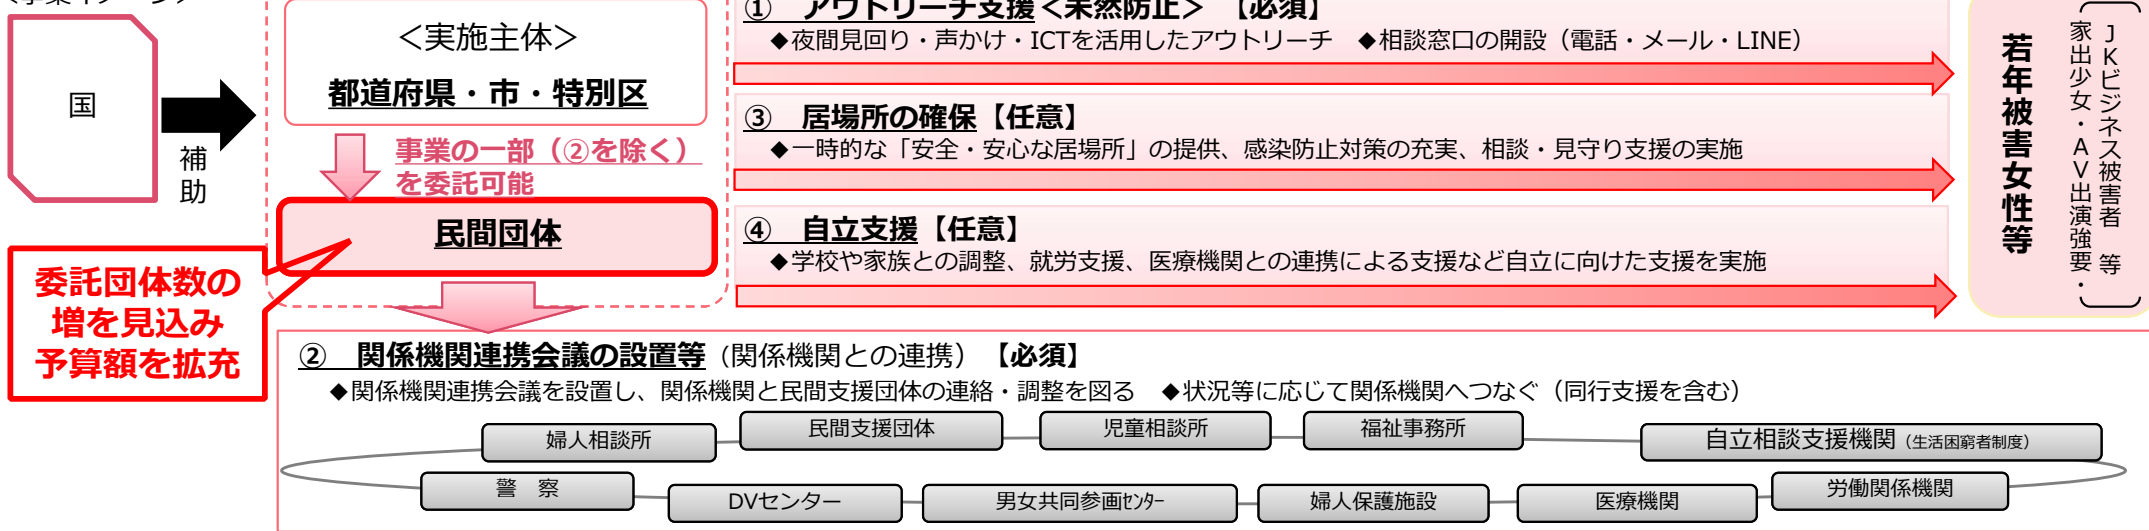 <事業イメージ>
国
補助
<実施主体>
都道府県・市・特別区
事業の一部（②を除く）
を委託可能
民間団体
委託団体数の
増を見込み
予算額を拡充
① アウトリーチ支援<未然防止> 【必須】
◆夜間見回り・声かけ・ICTを活用したアウトリーチ ◆相談窓口の開設（電話・メール・LINE）
③ 居場所の確保【任意】
◆一時的な「安全・安心な居場所」の提供、感染防止対策の充実、相談・見守り支援の実施
④ 自立支援【任意】
◆学校や家族との調整、就労支援、医療機関との連携による支援など自立に向けた支援を実施
若年被害女性等
JKビジネス被害者 等
家出少女・AV出演強要・
② 関係機関連携会議の設置等（関係機関との連携）【必須】
◆関係機関連携会議を設置し、関係機関と民間支援団体の連絡・調整を図る ◆状況等に応じて関係機関へつなぐ（同行支援を含む）
婦人相談所
民間支援団体
児童相談所
福祉事務所
自立相談支援機関（生活困窮者制度）
警 察
DVセンター
男女共同参画ｾﾝﾀｰ
婦人保護施設
医療機関
労働関係機関